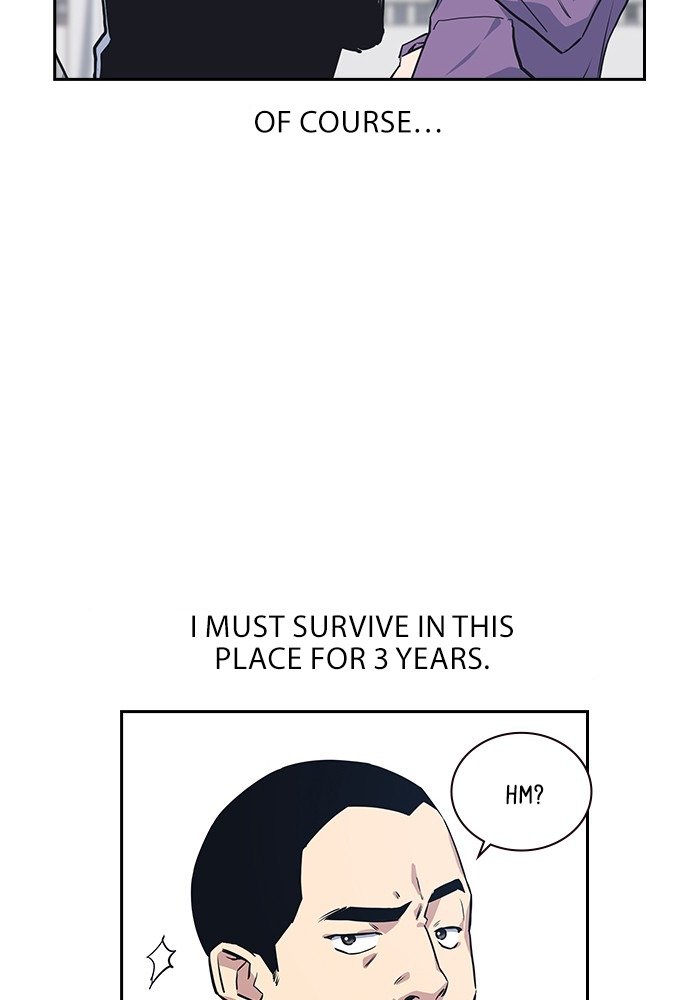 OF COURSE...
I MUST SURVIVE IN THIS
PLACE FOR 3 YEARS.
HM?